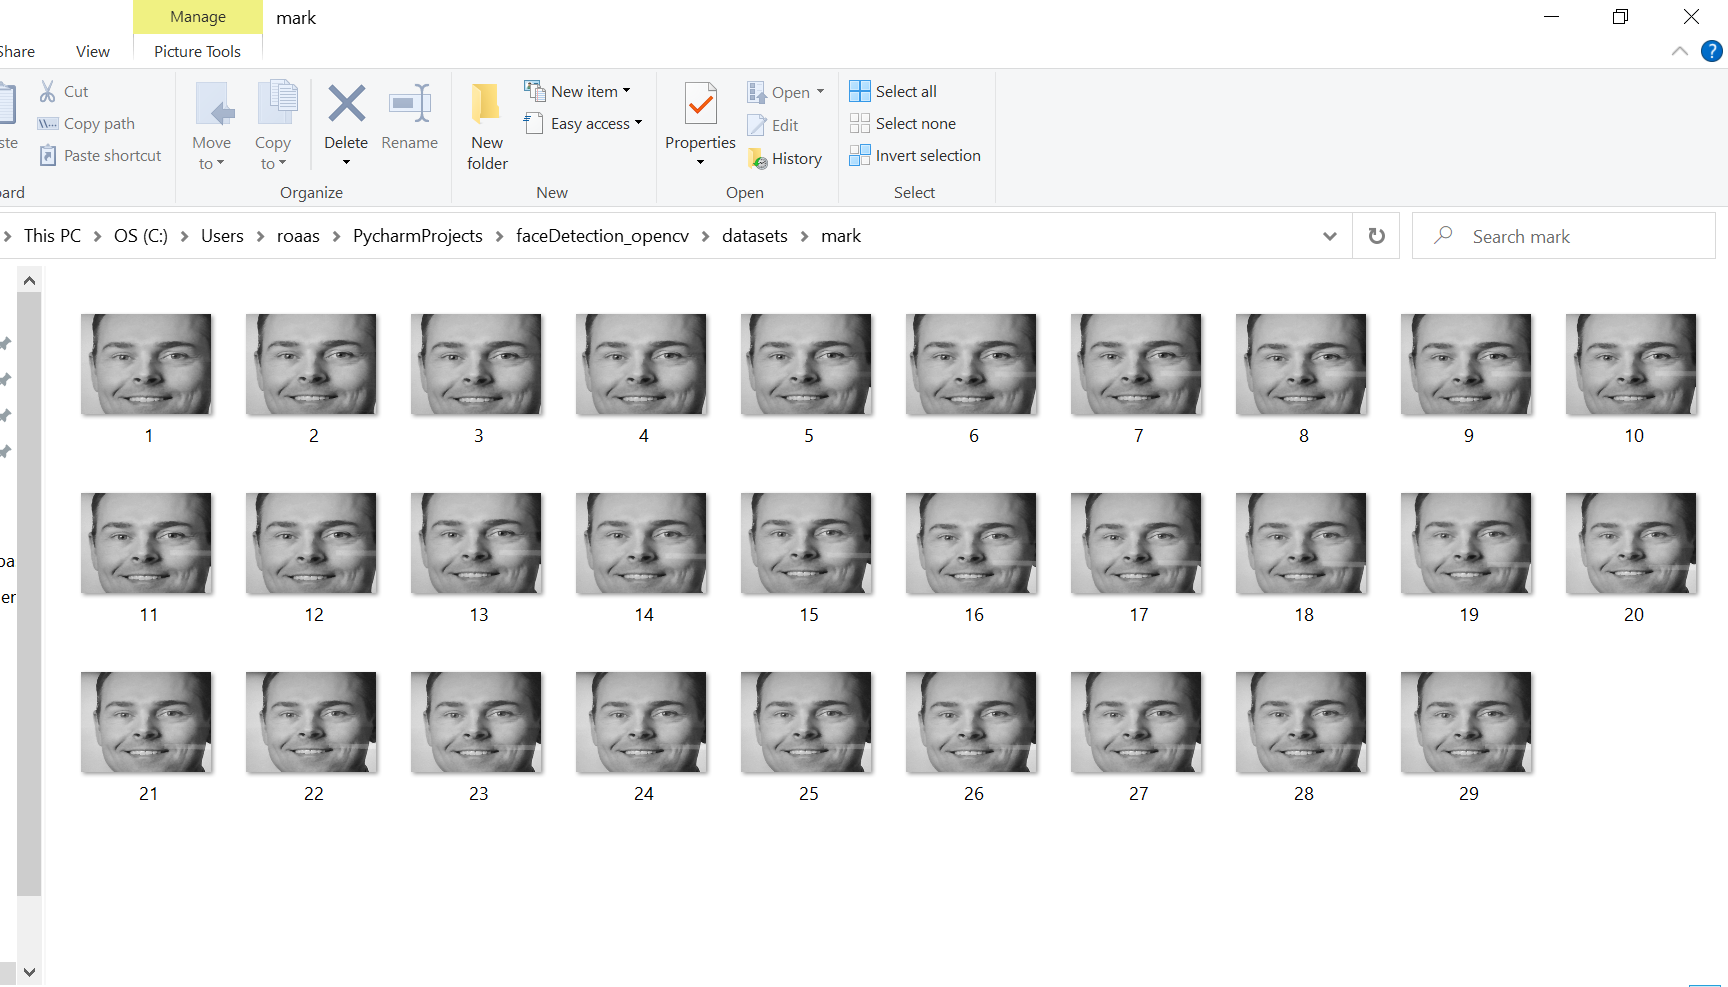 Manage mark
Share View Picture Tools
Cut
Copy path
Paste shortcut
Move to
Copy to
Delete
Rename
Organize
New folder
New item
Easy access
New
Properties
Open
Edit
History
Open
Select all
Select none
Invert selection
Select
This PC > OS (C:) > Users > roaas > PycharmProjects > faceDetection_opencv > datasets > mark
Search mark
1 2 3 4 5 6 7 8 9 10
11 12 13 14 15 16 17 18 19 20
21 22 23 24 25 26 27 28 29